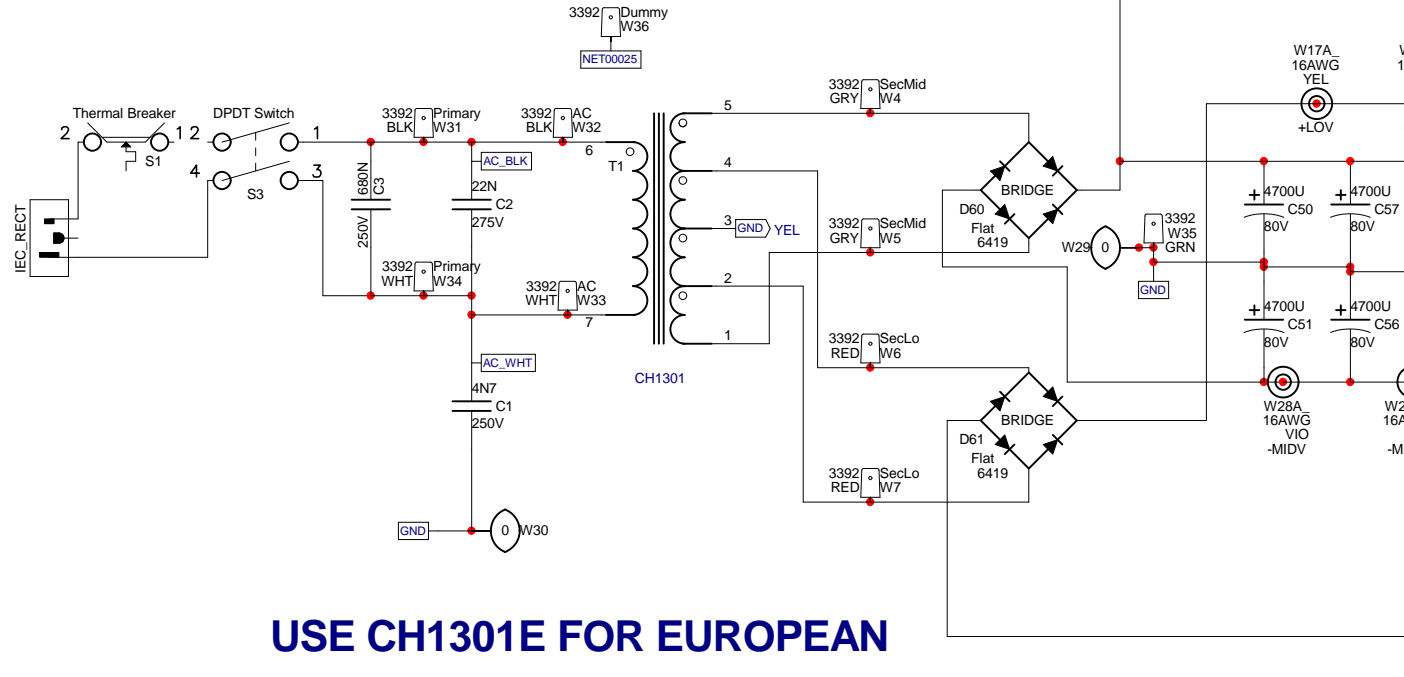 3392 Dummy
W36
NET00025
Thermal Breaker
2
1
S1
DPDT Switch
2
1
4
3
S3
IEC_RECT
680N
C3
250V
3392 Primary
BLK W31
AC_BLK
22N
C2
275V
3392 Primary
WHT W34
3392 AC
BLK W32
6
T1
3392 AC
WHT W33
7
AC_WHT
4N7
C1
250V
GND
0
W30
CH1301
5
4
3
GND
YEL
2
1
3392 SecMid
GRY W4
3392 SecMid
GRY W5
3392 SecLo
RED W6
3392 SecLo
RED W7
BRIDGE
D60
Flat
6419
BRIDGE
D61
Flat
6419
W17A_
16AWG
YEL
+LOV
W29
0
3392
W35
GRN
GND
+
4700U
C50
80V
+
4700U
C57
80V
+
4700U
C51
80V
+
4700U
C56
80V
W28A_
16AWG
VIO
-MIDV
USE CH1301E FOR EUROPEAN